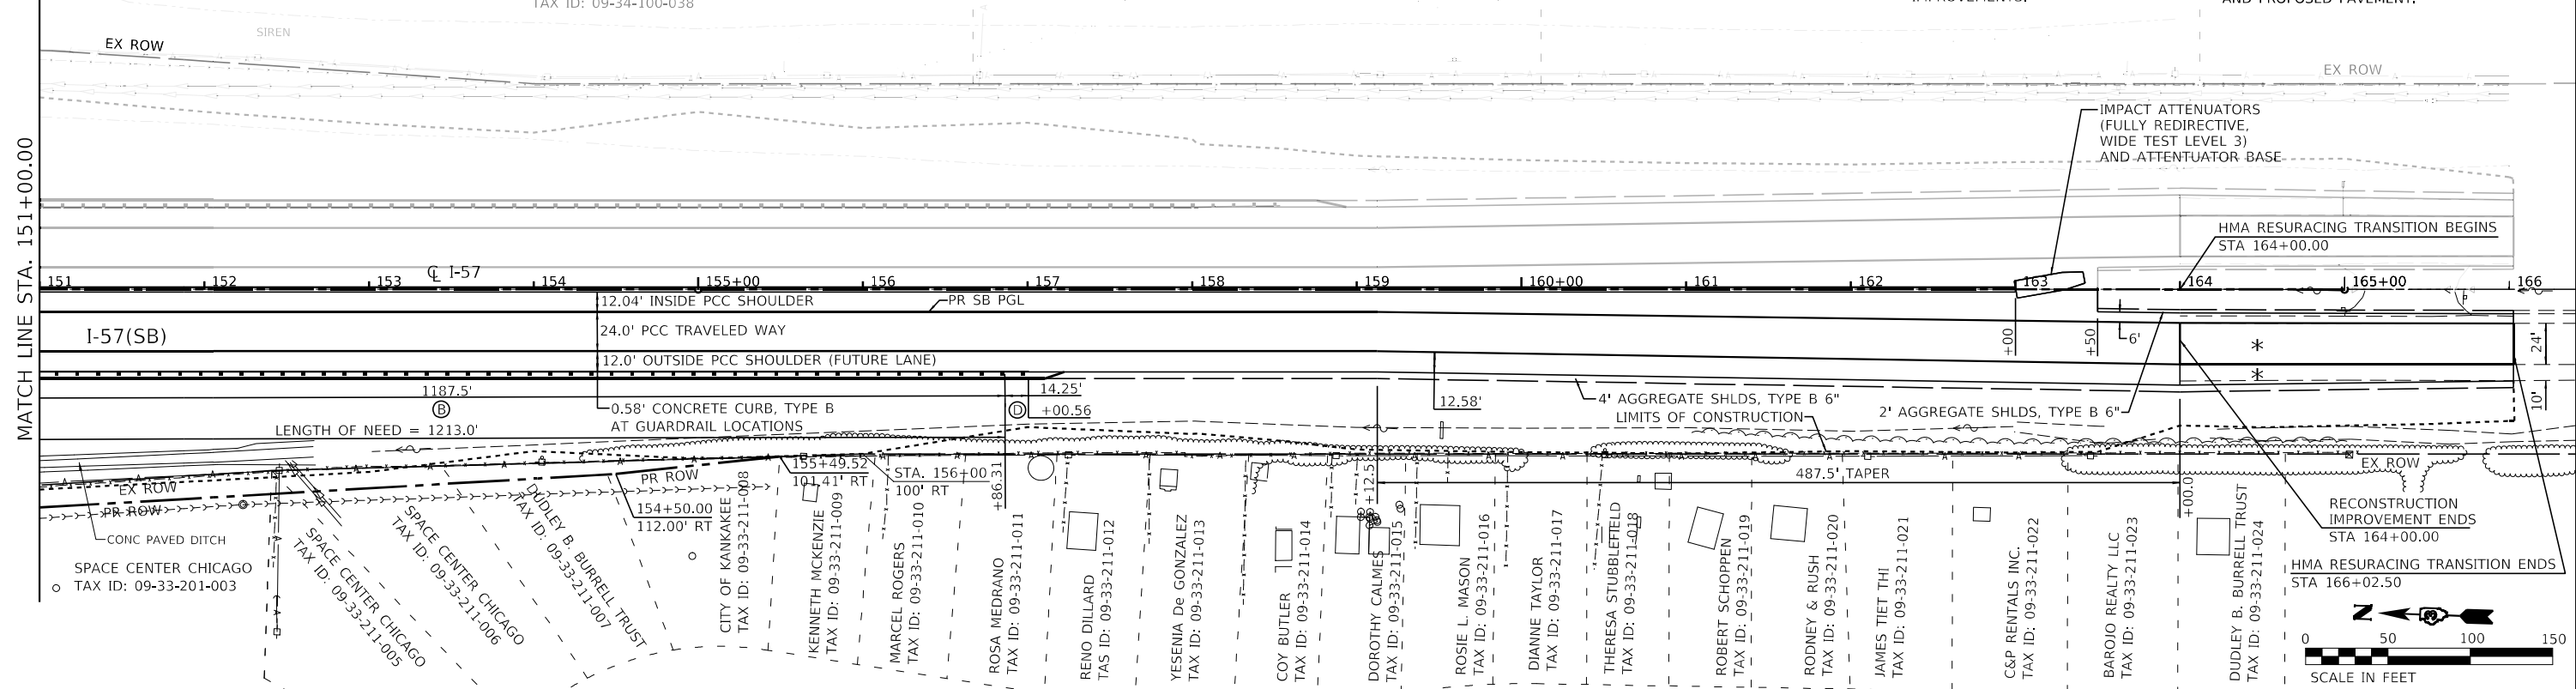 TAX ID: 09-34-100-038
IMPROVEMENTS.
AND PROPOSED PAVEMENT.
EX ROW
SIREN
EX ROW
IMPACT ATTENUATORS
(FULLY REDIRECTIVE,
WIDE TEST LEVEL 3)
AND ATTENTUATOR BASE
MATCH LINE STA. 151+00.00
HMA RESURACING TRANSITION BEGINS
STA 164+00.00
℄ I-57
151
152
153
154
155+00
156
157
158
159
160+00
161
162
163
164
165+00
166
12.04' INSIDE PCC SHOULDER
PR SB PGL
I-57(SB)
24.0' PCC TRAVELED WAY
12.0' OUTSIDE PCC SHOULDER (FUTURE LANE)
+00
+50
6'
*
*
24'
10'
1187.5'
B
D
14.25'
+00.56
12.58'
0.58' CONCRETE CURB, TYPE B
AT GUARDRAIL LOCATIONS
4' AGGREGATE SHLDS, TYPE B 6"
LIMITS OF CONSTRUCTION
2' AGGREGATE SHLDS, TYPE B 6"
LENGTH OF NEED = 1213.0'
EX ROW
PR ROW
PR ROW
155+49.52
101.41' RT
STA. 156+00
100' RT
154+50.00
112.00' RT
+86.31
+12.5
487.5' TAPER
+00.0
EX ROW
RECONSTRUCTION
IMPROVEMENT ENDS
STA 164+00.00
HMA RESURACING TRANSITION ENDS
STA 166+02.50
CONC PAVED DITCH
SPACE CENTER CHICAGO
TAX ID: 09-33-201-003
SPACE CENTER CHICAGO
TAX ID: 09-33-211-005
SPACE CENTER CHICAGO
TAX ID: 09-33-211-006
DUDLEY B. BURRELL TRUST
TAX ID: 09-33-211-007
CITY OF KANKAKEE
TAX ID: 09-33-211-008
KENNETH MCKENZIE
TAX ID: 09-33-211-009
MARCEL ROGERS
TAX ID: 09-33-211-010
ROSA MEDRANO
TAX ID: 09-33-211-011
RENO DILLARD
TAS ID: 09-33-211-012
YESENIA De GONZALEZ
TAX ID: 09-33-211-013
COY BUTLER
TAX ID: 09-33-211-014
DOROTHY CALMES
TAX ID: 09-33-211-015
ROSIE L. MASON
TAX ID: 09-33-211-016
DIANNE TAYLOR
TAX ID: 09-33-211-017
THERESA STUBBLEFIELD
TAX ID: 09-33-211-018
ROBERT SCHOPPEN
TAX ID: 09-33-211-019
RODNEY & RUSH
TAX ID: 09-33-211-020
JAMES TIET THI
TAX ID: 09-33-211-021
C&P RENTALS INC.
TAX ID: 09-33-211-022
BAROJO REALTY LLC
TAX ID: 09-33-211-023
DUDLEY B. BURRELL TRUST
TAX ID: 09-33-211-024
N
0 50 100 150
SCALE IN FEET